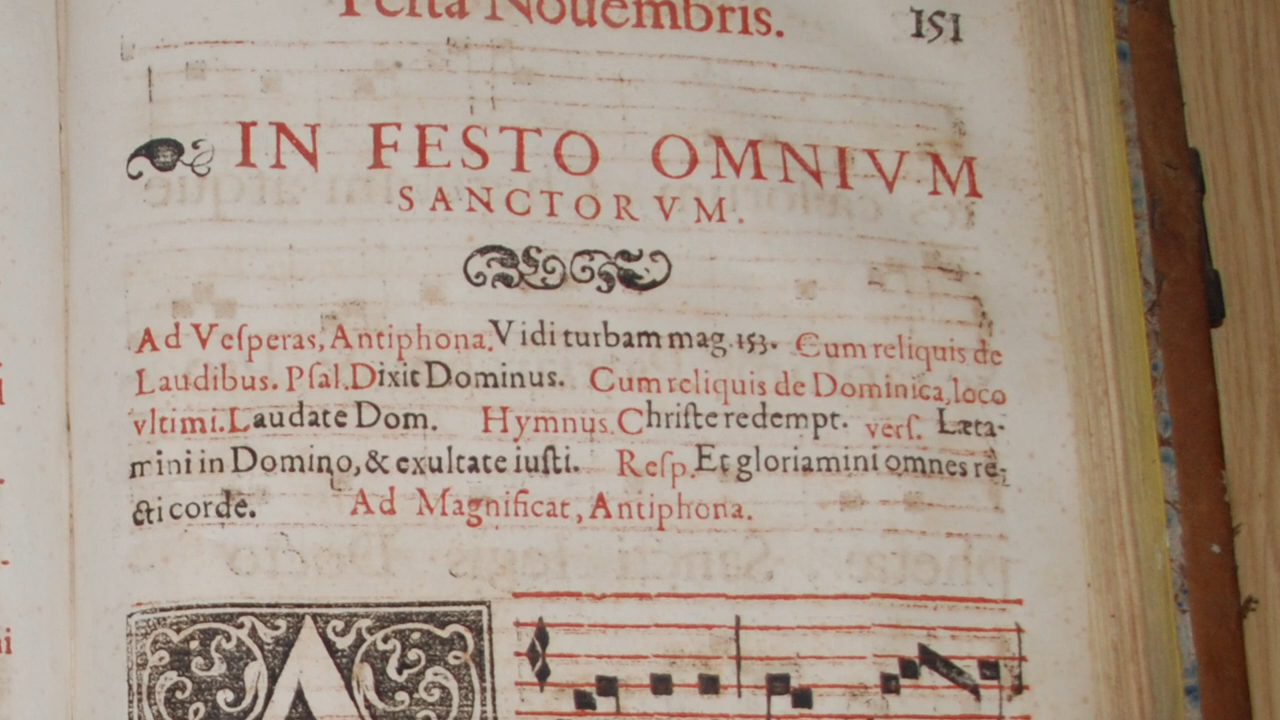 Festa Nouembris. 151
IN FESTO OMNIVM
SANCTORVM.
Ad Veſperas, Antiphona. Vidi turbam mag. 153. Cum reliquis de
Laudibus. Pſal. Dixit Dominus. Cum reliquis de Dominica, loco
vltimi. Laudate Dom. Hymnus. Chriſte redempt. verſ. Læta-
mini in Domino, & exultate iuſti. Reſp. Et gloriamini omnes re-
cti corde. Ad Magnificat, Antiphona.
A